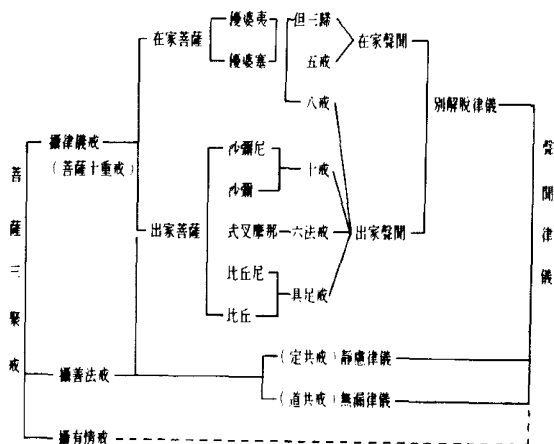 優婆夷
但三歸
在家菩薩
在家聲聞
優婆塞
五戒
八戒
別解脫律儀
攝律儀戒
(菩薩十重戒)
沙彌尼
十戒
沙彌
出家菩薩
式摩叉那
六法戒
出家聲聞
比丘尼
具足戒
比丘
菩薩三聚戒
聲聞律儀
攝善法戒
(定共戒)靜慮律儀
(道共戒)無漏律儀
攝有情戒